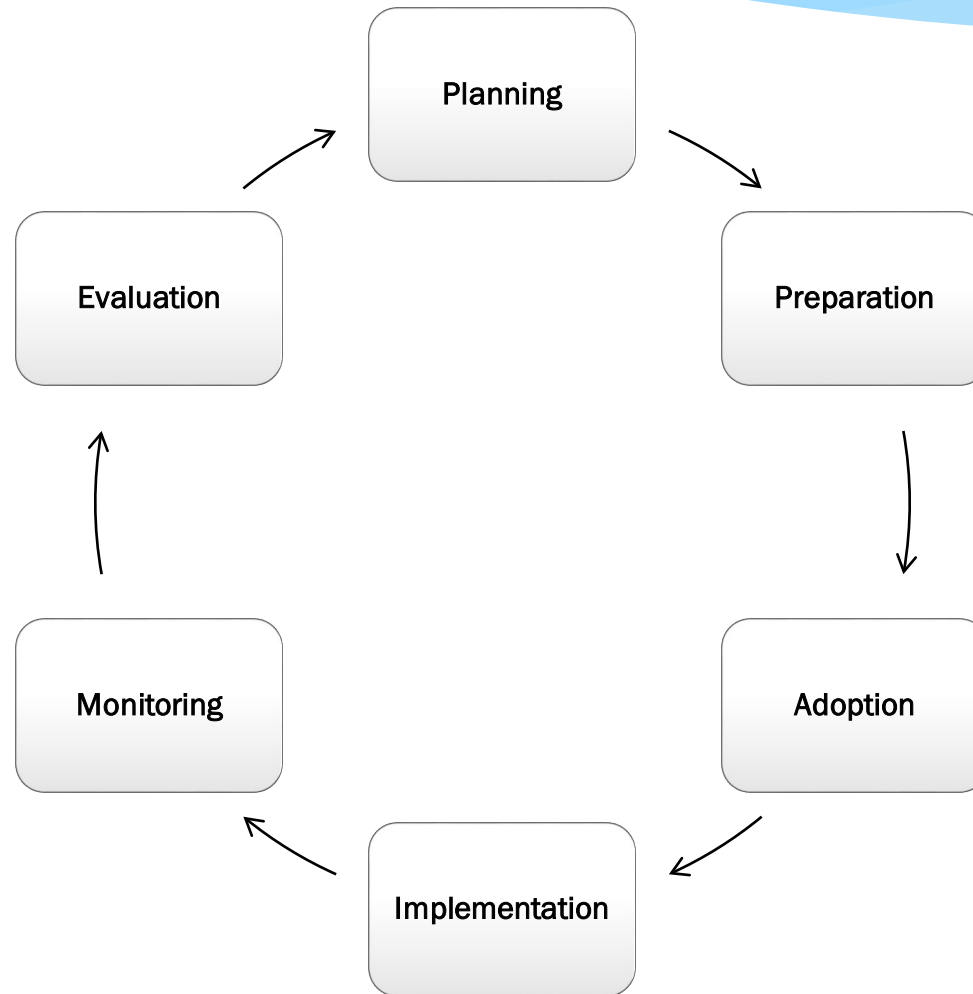 Planning
Preparation
Adoption
Implementation
Monitoring
Evaluation